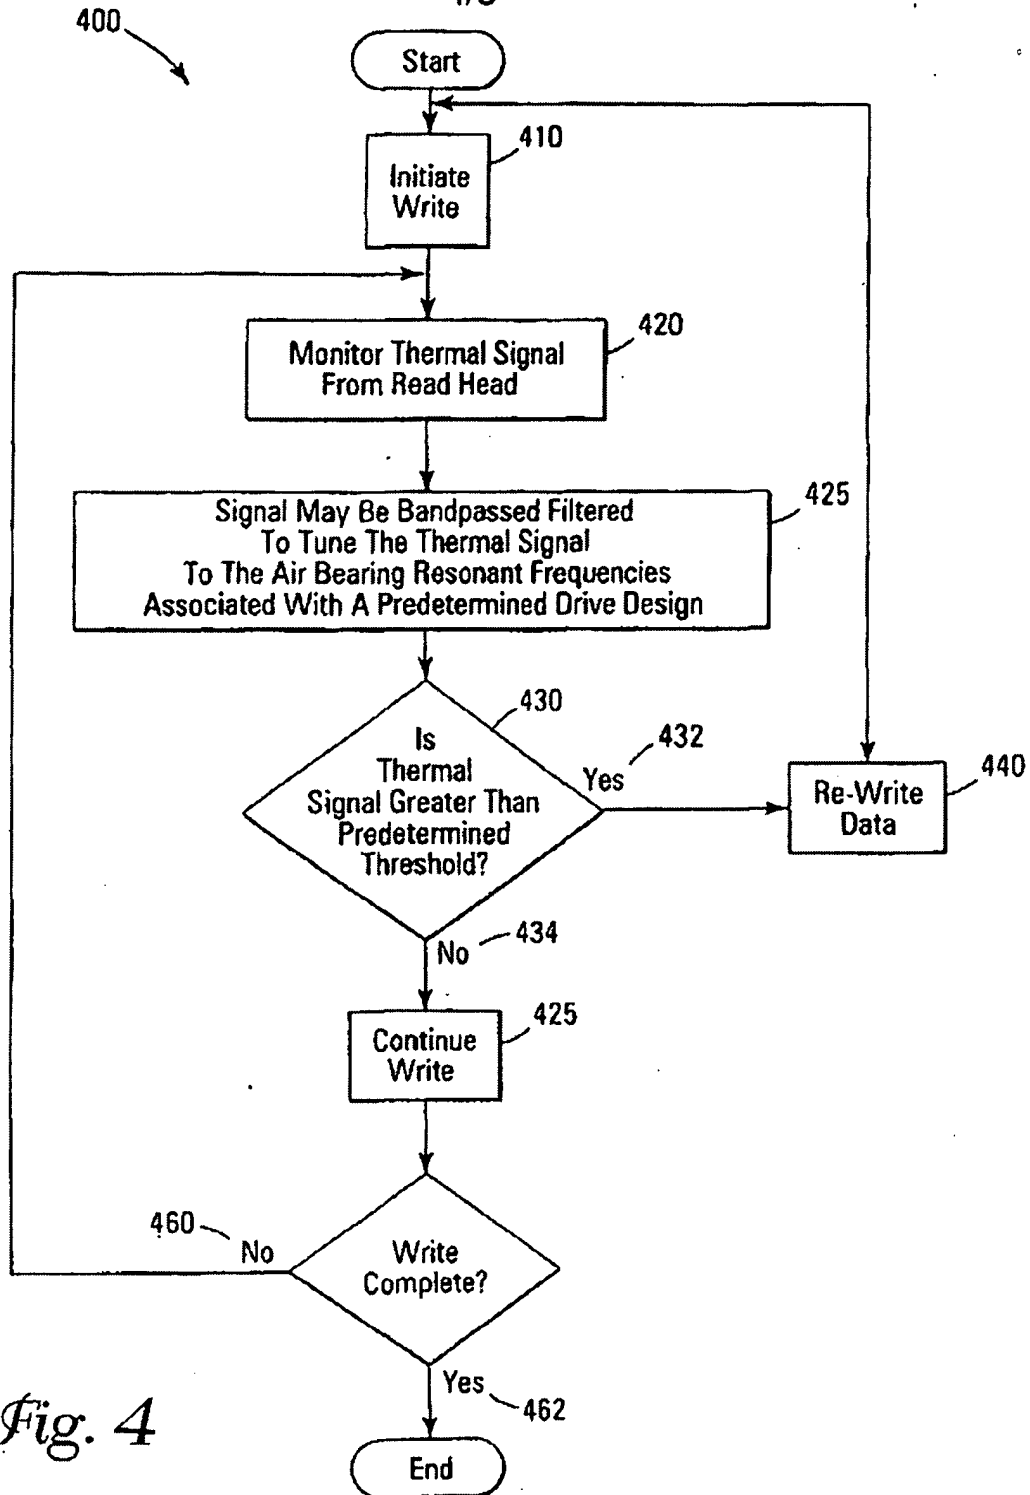 400
Start
410
Initiate
Write
420
Monitor Thermal Signal
From Read Head
425
Signal May Be Bandpassed Filtered
To Tune The Thermal Signal
To The Air Bearing Resonant Frequencies
Associated With A Predetermined Drive Design
430
Is
Thermal
Signal Greater Than
Predetermined
Threshold?
432
Yes
440
Re-Write
Data
434
No
425
Continue
Write
460
No
Write
Complete?
Yes
462
End
Fig. 4